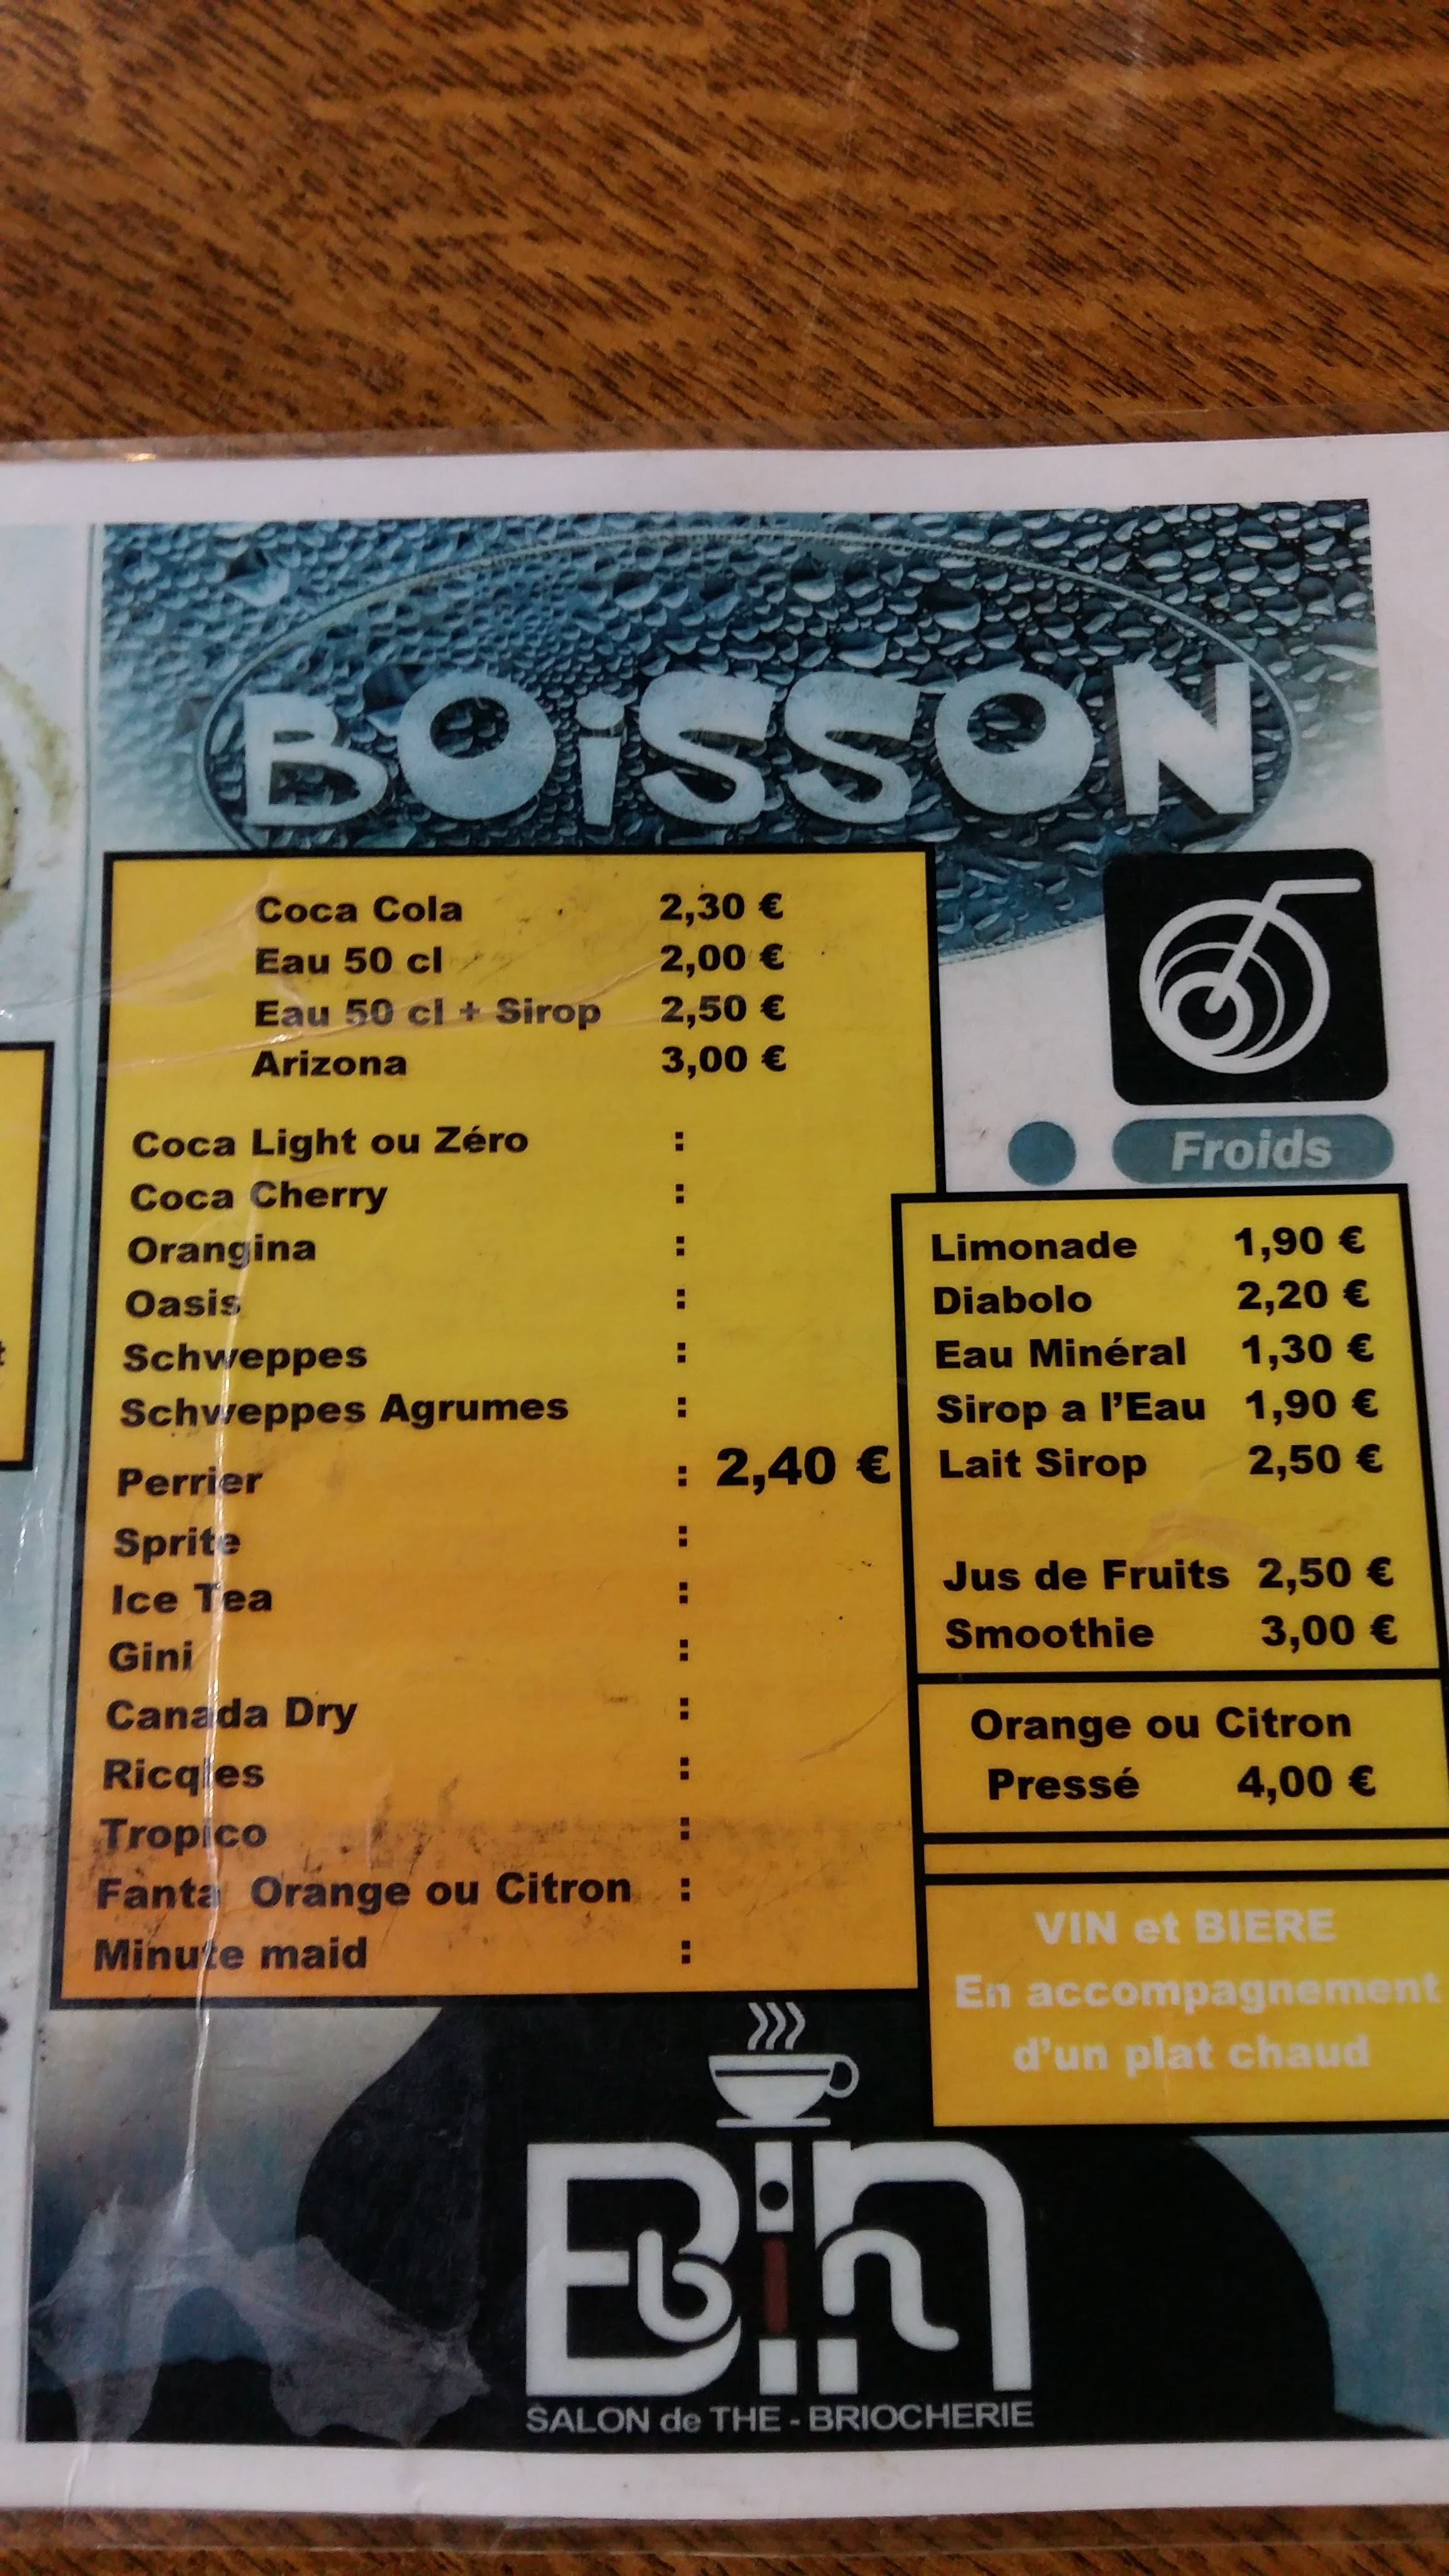 BOiSSON
Coca Cola 2,30 €
Eau 50 cl 2,00 €
Eau 50 cl + Sirop 2,50 €
Arizona 3,00 €
Coca Light ou Zéro :
Coca Cherry :
Orangina :
Oasis :
Schweppes :
Schweppes Agrumes :
Perrier : 2,40 €
Sprite :
Ice Tea :
Gini :
Canada Dry :
Ricqles :
Tropico :
Fanta Orange ou Citron :
Minute maid :
Froids
Limonade 1,90 €
Diabolo 2,20 €
Eau Minéral 1,30 €
Sirop a l'Eau 1,90 €
Lait Sirop 2,50 €
Jus de Fruits 2,50 €
Smoothie 3,00 €
Orange ou Citron
Pressé 4,00 €
VIN et BIERE
En accompagnement
d'un plat chaud
SALON de THE - BRIOCHERIE